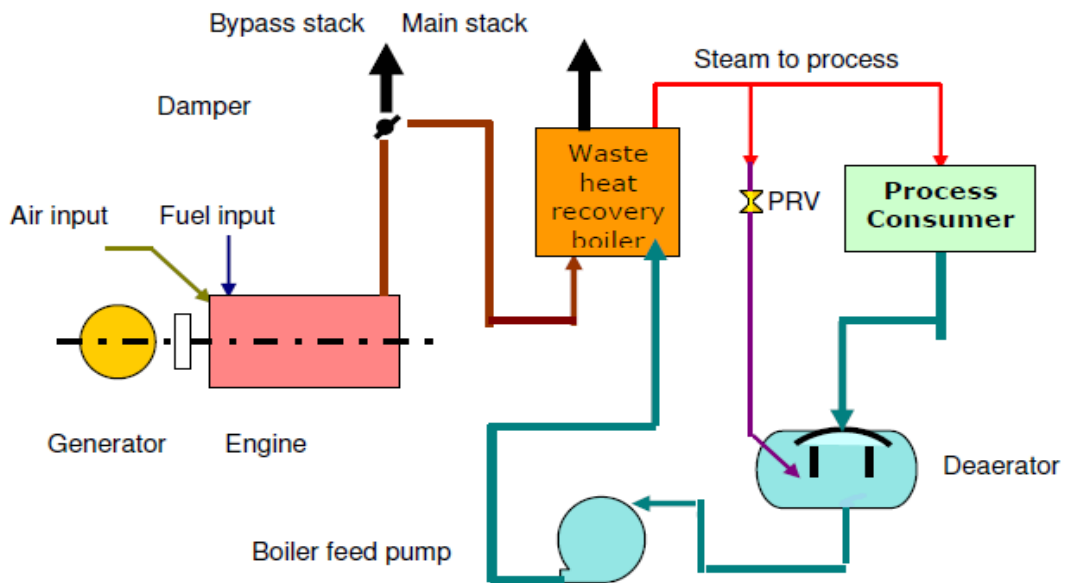 Bypass stack
Main stack
Steam to process
Damper
Waste
heat
recovery
boiler
Process
Consumer
PRV
Air input
Fuel input
Generator
Engine
Deaerator
Boiler feed pump